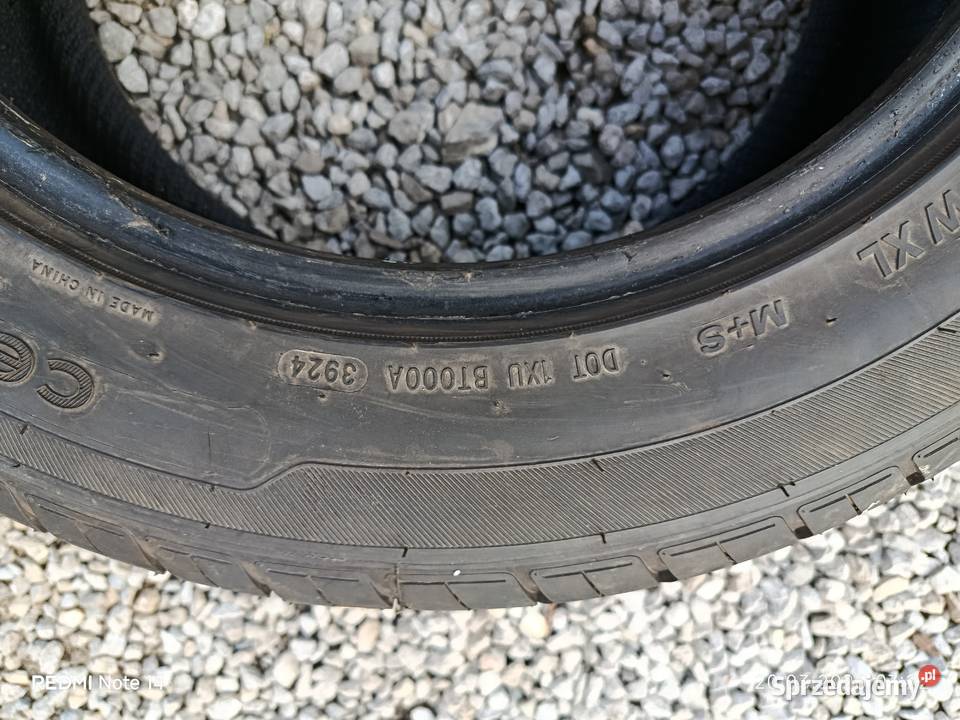 W XL
M+S
DOT 1XU BT000A 3924
MADE IN CHINA
REDMI Note 14
Sprzedajemy.pl